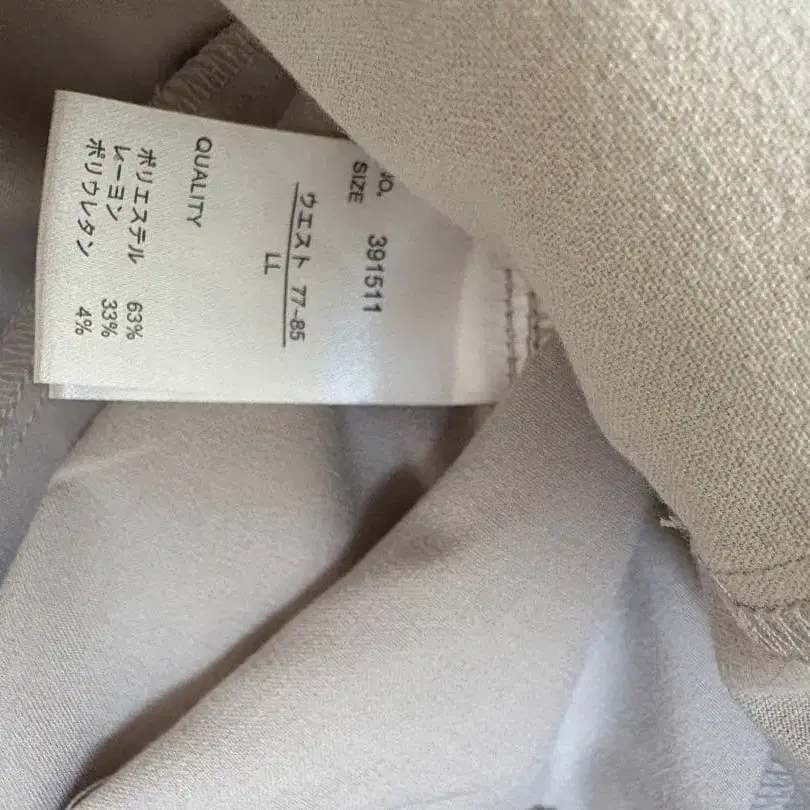 NO. 391511
SIZE
ウエスト 77-85
LL
QUALITY
ポリエステル 63%
レーヨン 33%
ポリウレタン 4%